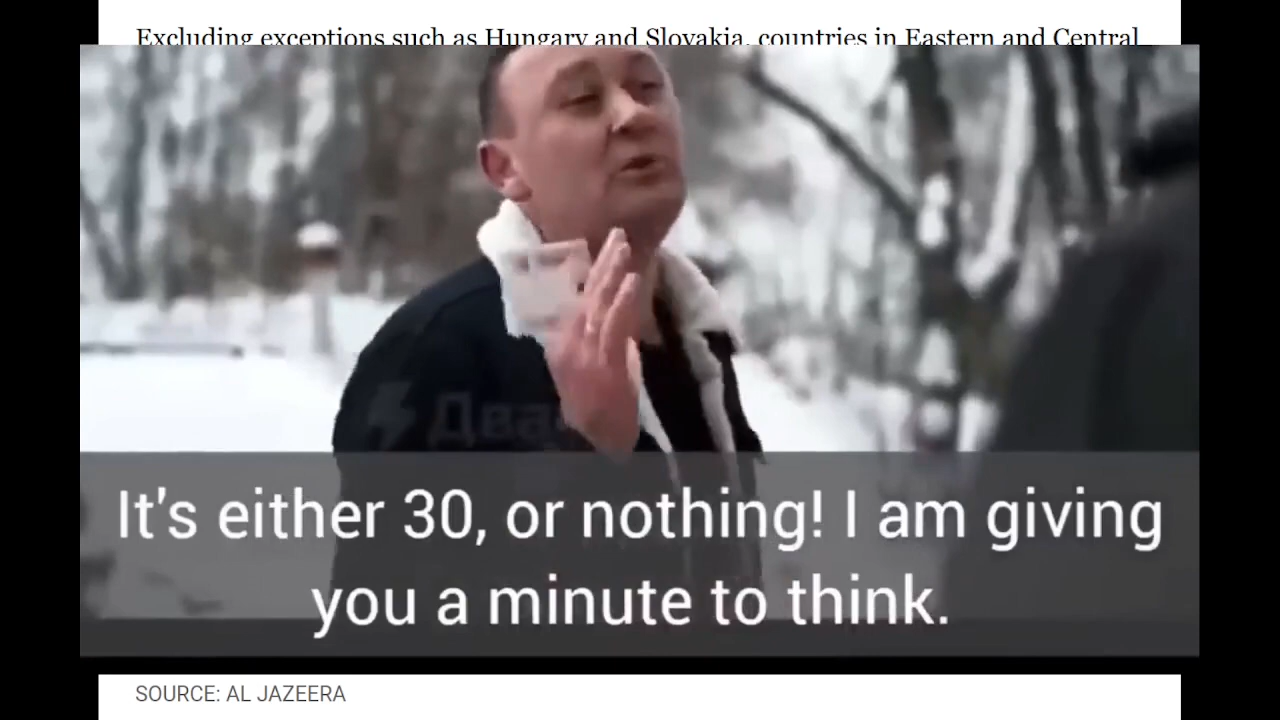 Excluding exceptions such as Hungary and Slovakia, countries in Eastern and Central
Два
It's either 30, or nothing! I am giving
you a minute to think.
SOURCE: AL JAZEERA